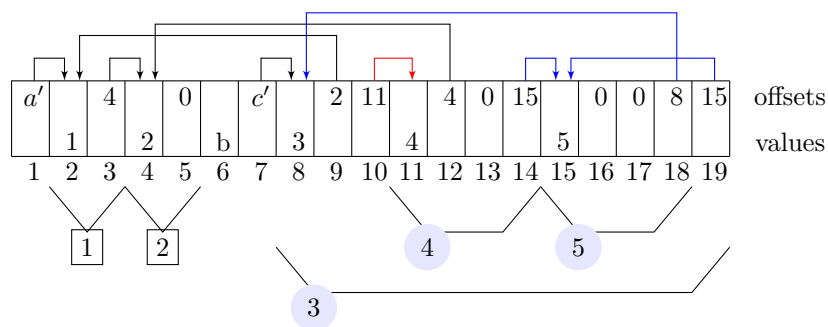 a′ 4 0 c′ 2 11 4 0 15 0 0 8 15 offsets
1 2 b 3 4 5 values
1 2 3 4 5 6 7 8 9 10 11 12 13 14 15 16 17 18 19
1 2 4 5
3